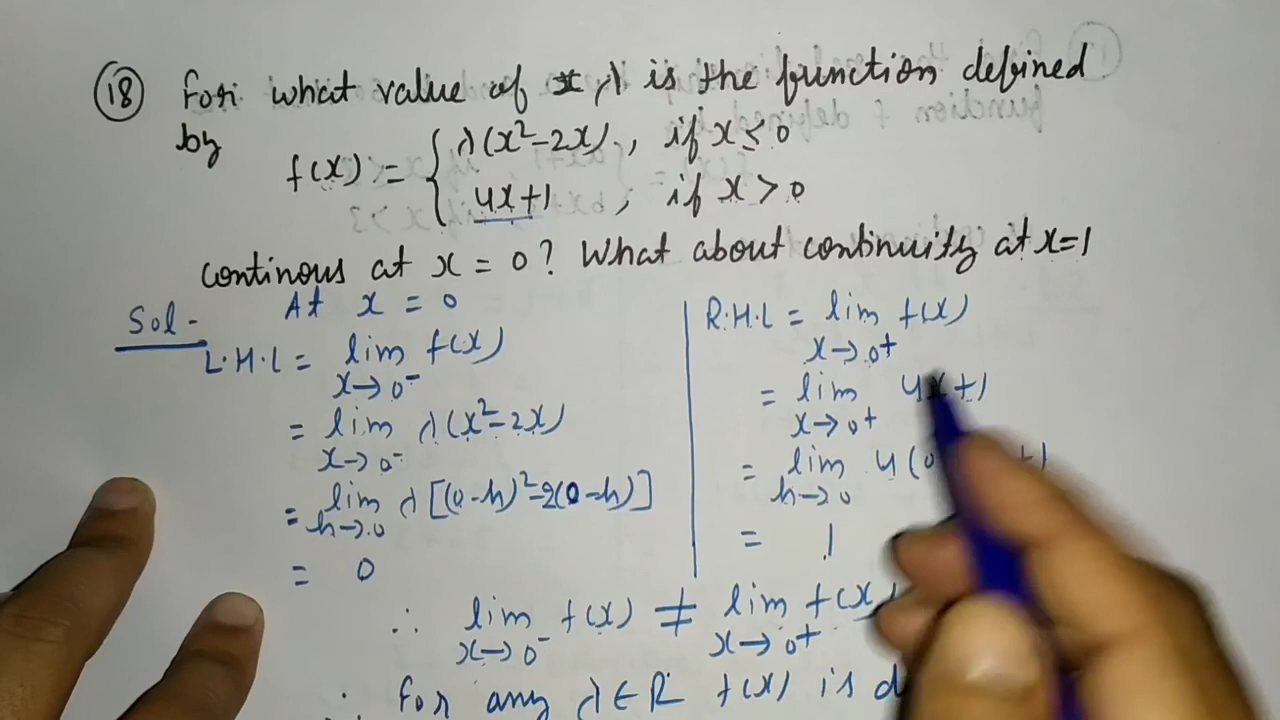 18 For what value of x λ is the function defined
by
f(x) = { λ(x²-2x), if x ≤ 0
4x+1, if x > 0
continous at x = 0? What about continuity at x=1
Sol- At x = 0
L.H.L = lim f(x)
x→0⁻
= lim λ(x²-2x)
x→0⁻
= lim λ[(0-h)²-2(0-h)]
h→0
= 0
R.H.L = lim f(x)
x→0⁺
= lim 4x+1
x→0⁺
= lim 4(0
h→0
= 1
∴ lim f(x) ≠ lim f(x)
x→0⁻ x→0⁺
∴ for any λ∈R f(x) is